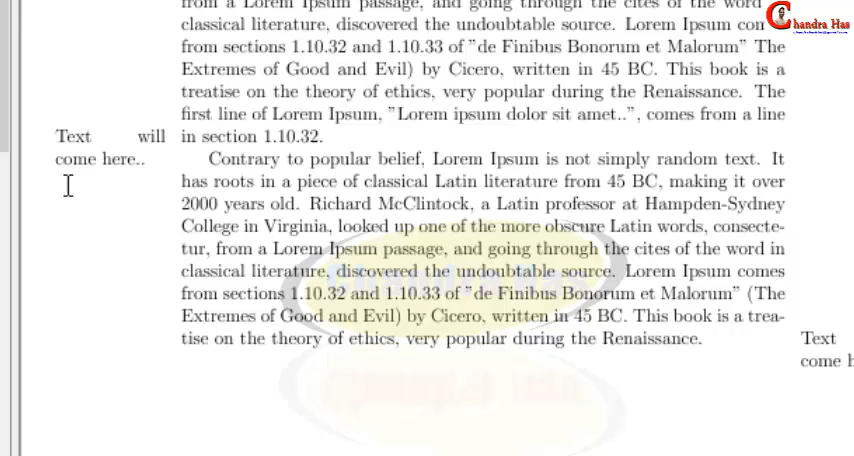 from a Lorem Ipsum passage, and going through the cites of the word
classical literature, discovered the undoubtable source. Lorem Ipsum com
from sections 1.10.32 and 1.10.33 of ”de Finibus Bonorum et Malorum” The
Extremes of Good and Evil) by Cicero, written in 45 BC. This book is a
treatise on the theory of ethics, very popular during the Renaissance. The
first line of Lorem Ipsum, ”Lorem ipsum dolor sit amet..”, comes from a line
in section 1.10.32.
Text will
come here..
Contrary to popular belief, Lorem Ipsum is not simply random text. It
has roots in a piece of classical Latin literature from 45 BC, making it over
2000 years old. Richard McClintock, a Latin professor at Hampden-Sydney
College in Virginia, looked up one of the more obscure Latin words, consecte-
tur, from a Lorem Ipsum passage, and going through the cites of the word in
classical literature, discovered the undoubtable source. Lorem Ipsum comes
from sections 1.10.32 and 1.10.33 of ”de Finibus Bonorum et Malorum” (The
Extremes of Good and Evil) by Cicero, written in 45 BC. This book is a trea-
tise on the theory of ethics, very popular during the Renaissance.
Text
come h
Chandra Has